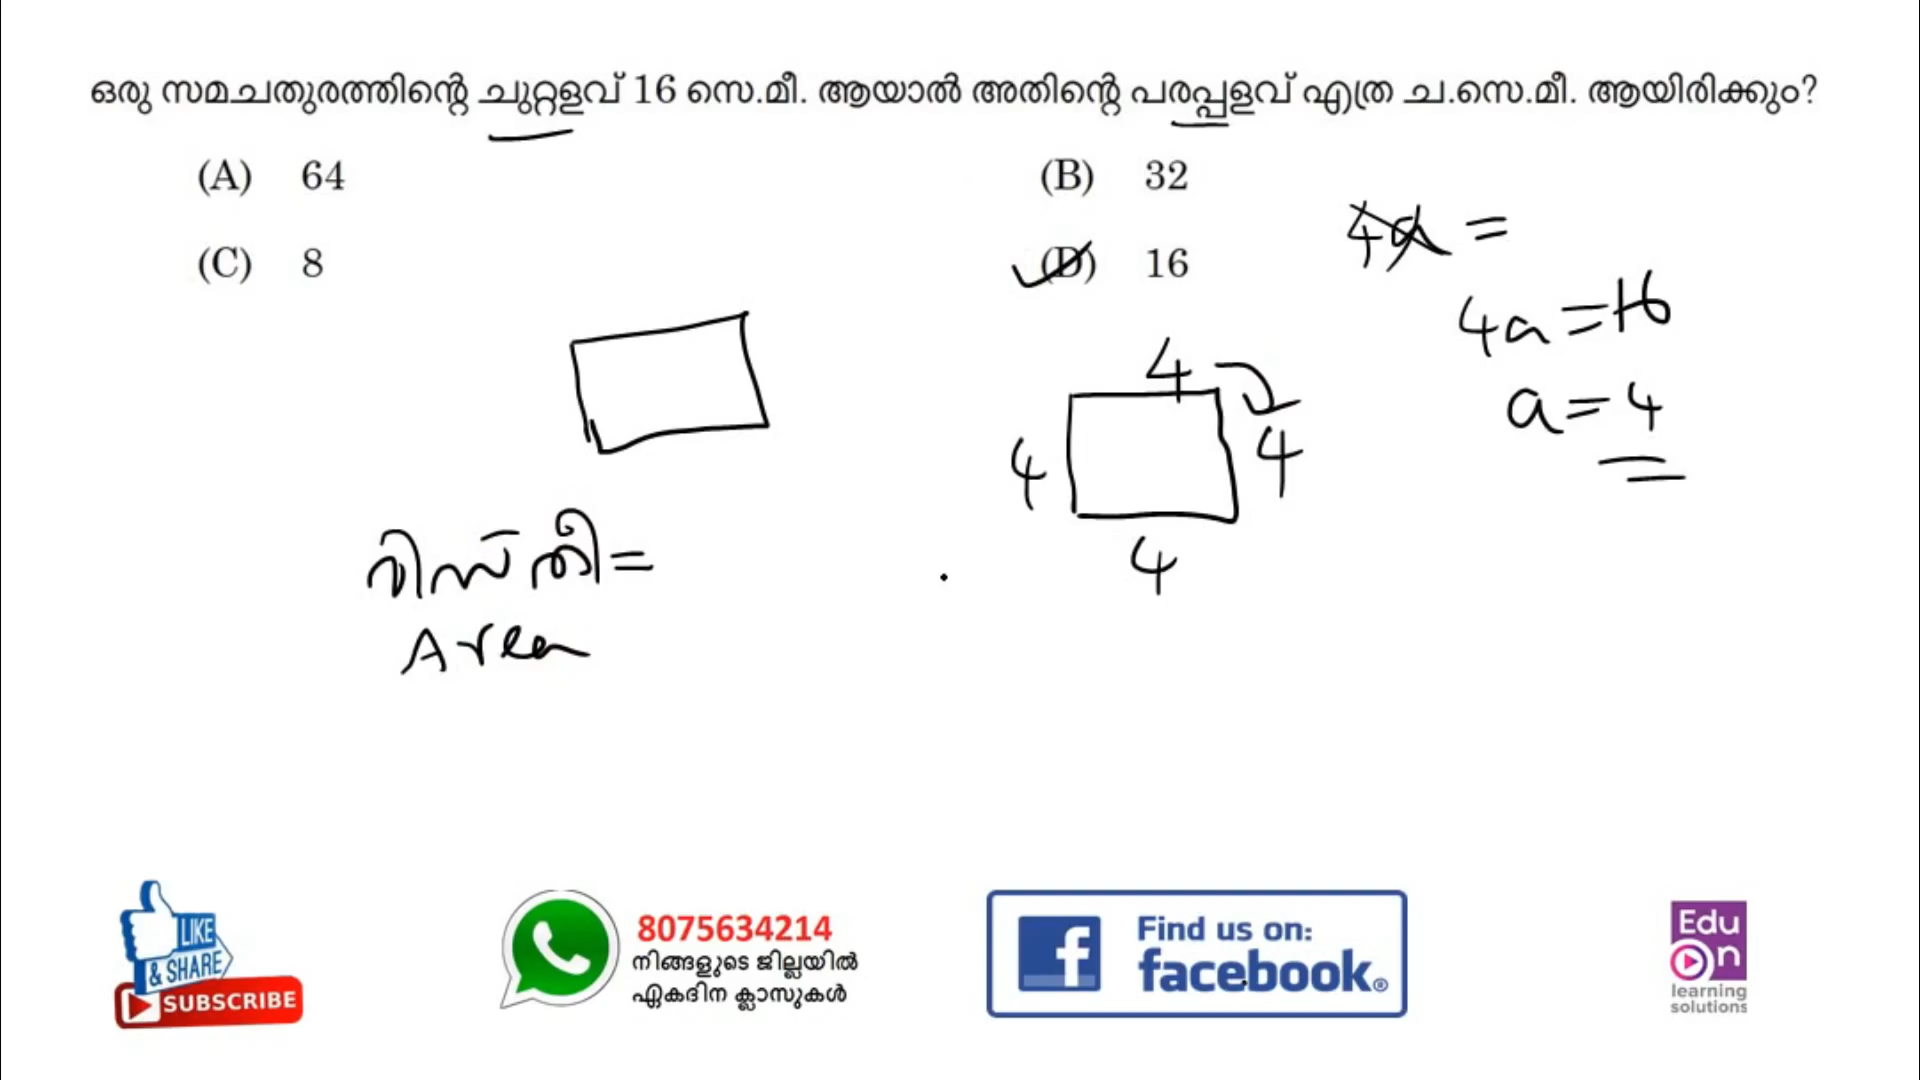 ഒരു സമചതുരത്തിന്റെ ചുറ്റളവ് 16 സെ.മീ. ആയാൽ അതിന്റെ പരപ്പളവ് എത്ര ച.സെ.മീ. ആയിരിക്കും?
(A) 64 (B) 32
(C) 8 (D) 16
4a =
4a = 16
a = 4
4
4
4
4
വിസ്തീ =
Area
LIKE
& SHARE
SUBSCRIBE
8075634214
നിങ്ങളുടെ ജില്ലയിൽ
ഏകദിന ക്ലാസുകൾ
Find us on:
facebook®
Edu
On
learning
solutions